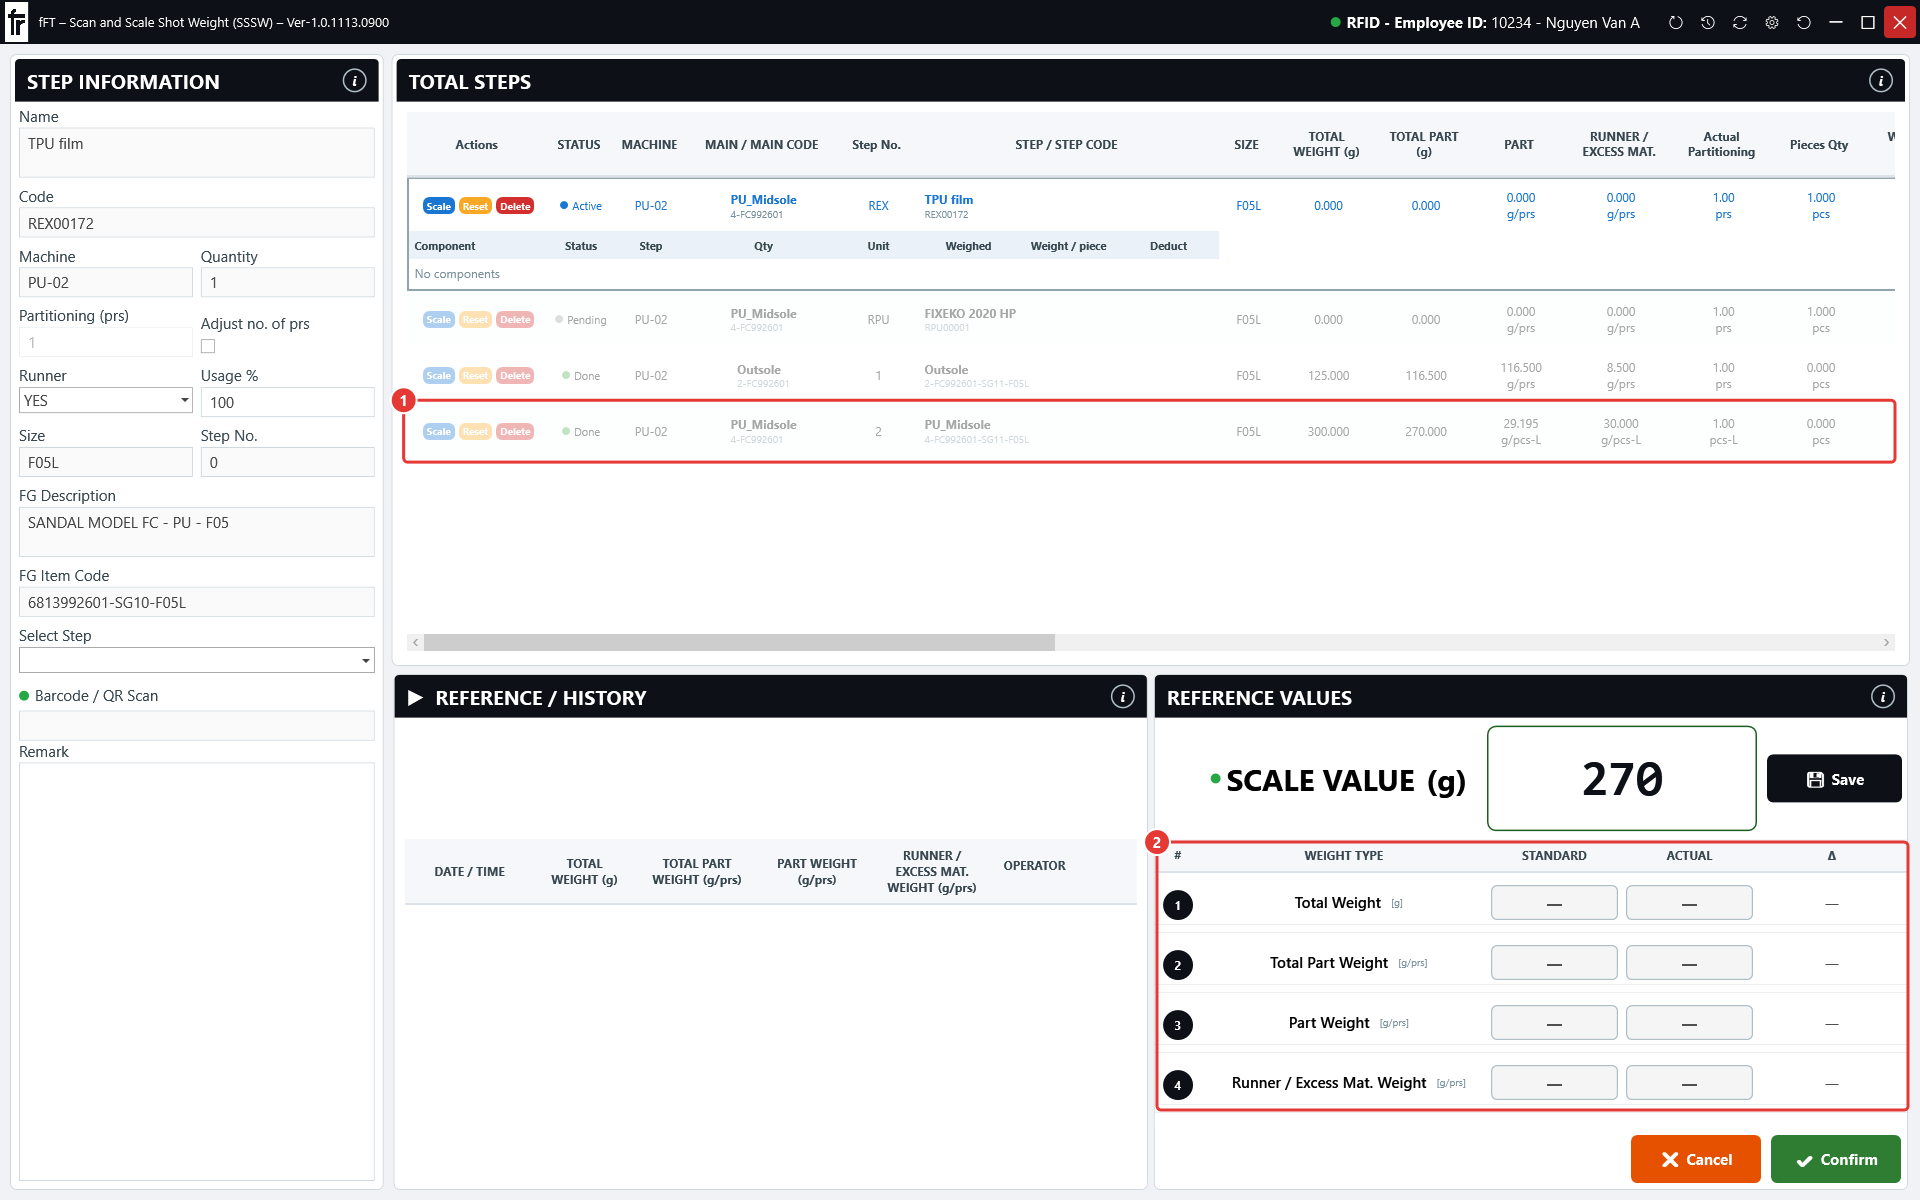 fFT – Scan and Scale Shot Weight (SSSW) – Ver-1.0.1113.0900
RFID - Employee ID: 10234 - Nguyen Van A
STEP INFORMATION
Name
TPU film
Code
REX00172
Machine
Quantity
PU-02
1
Partitioning (prs)
Adjust no. of prs
1
Runner
Usage %
YES
100
Size
Step No.
F05L
0
FG Description
SANDAL MODEL FC - PU - F05
FG Item Code
6813992601-SG10-F05L
Select Step
Barcode / QR Scan
Remark
TOTAL STEPS
Actions STATUS MACHINE MAIN / MAIN CODE Step No. STEP / STEP CODE SIZE TOTAL WEIGHT (g) TOTAL PART (g) PART RUNNER / EXCESS MAT. Actual Partitioning Pieces Qty W
Scale Reset Delete Active PU-02 PU_Midsole 4-FC992601 REX TPU film REX00172 F05L 0.000 0.000 0.000 g/prs 0.000 g/prs 1.00 prs 1.000 pcs
Component Status Step Qty Unit Weighed Weight / piece Deduct
No components
Scale Reset Delete Pending PU-02 PU_Midsole 4-FC992601 RPU FIXEKO 2020 HP RPU00001 F05L 0.000 0.000 0.000 g/prs 0.000 g/prs 1.00 prs 1.000 pcs
Scale Reset Delete Done PU-02 Outsole 2-FC992601 1 Outsole 2-FC992601-SG11-F05L F05L 125.000 116.500 116.500 g/prs 8.500 g/prs 1.00 prs 0.000 pcs
1
Scale Reset Delete Done PU-02 PU_Midsole 4-FC992601 2 PU_Midsole 4-FC992601-SG11-F05L F05L 300.000 270.000 29.195 g/pcs-L 30.000 g/pcs-L 1.00 pcs-L 0.000 pcs
REFERENCE / HISTORY
DATE / TIME TOTAL WEIGHT (g) TOTAL PART WEIGHT (g/prs) PART WEIGHT (g/prs) RUNNER / EXCESS MAT. WEIGHT (g/prs) OPERATOR
REFERENCE VALUES
SCALE VALUE (g)
270
Save
2
# WEIGHT TYPE STANDARD ACTUAL Δ
1 Total Weight [g] — — —
2 Total Part Weight [g/prs] — — —
3 Part Weight [g/prs] — — —
4 Runner / Excess Mat. Weight [g/prs] — — —
Cancel
Confirm